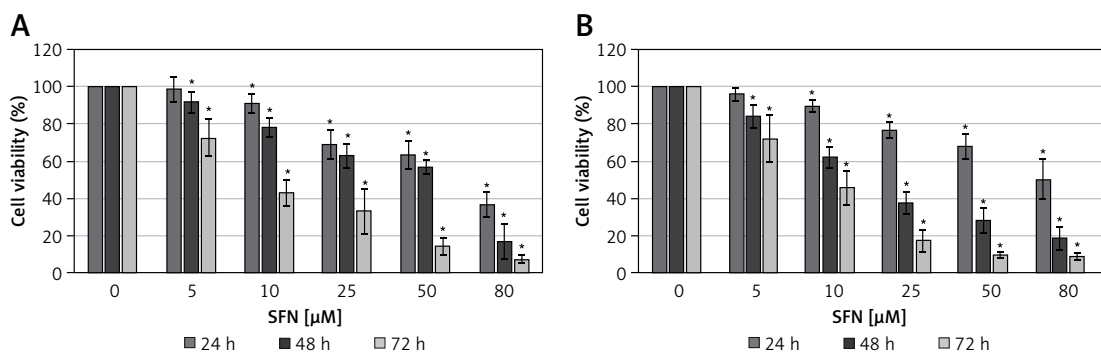 A
120
100
80
60
40
20
0
Cell viability (%)
* * * * * * * * * * * * * *
0 5 10 25 50 80
SFN [µM]
24 h 48 h 72 h
B
120
100
80
60
40
20
0
Cell viability (%)
* * * * * * * * * * * * * *
0 5 10 25 50 80
SFN [µM]
24 h 48 h 72 h